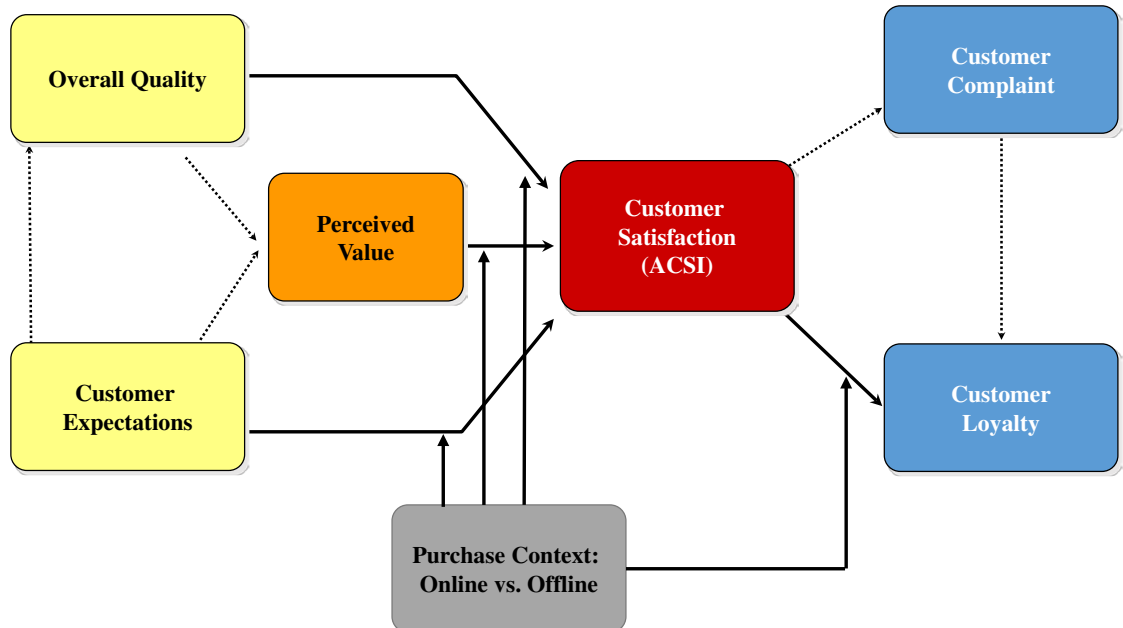 Overall Quality
Customer
Complaint
Perceived
Value
Customer
Satisfaction
(ACSI)
Customer
Expectations
Customer
Loyalty
Purchase Context:
Online vs. Offline